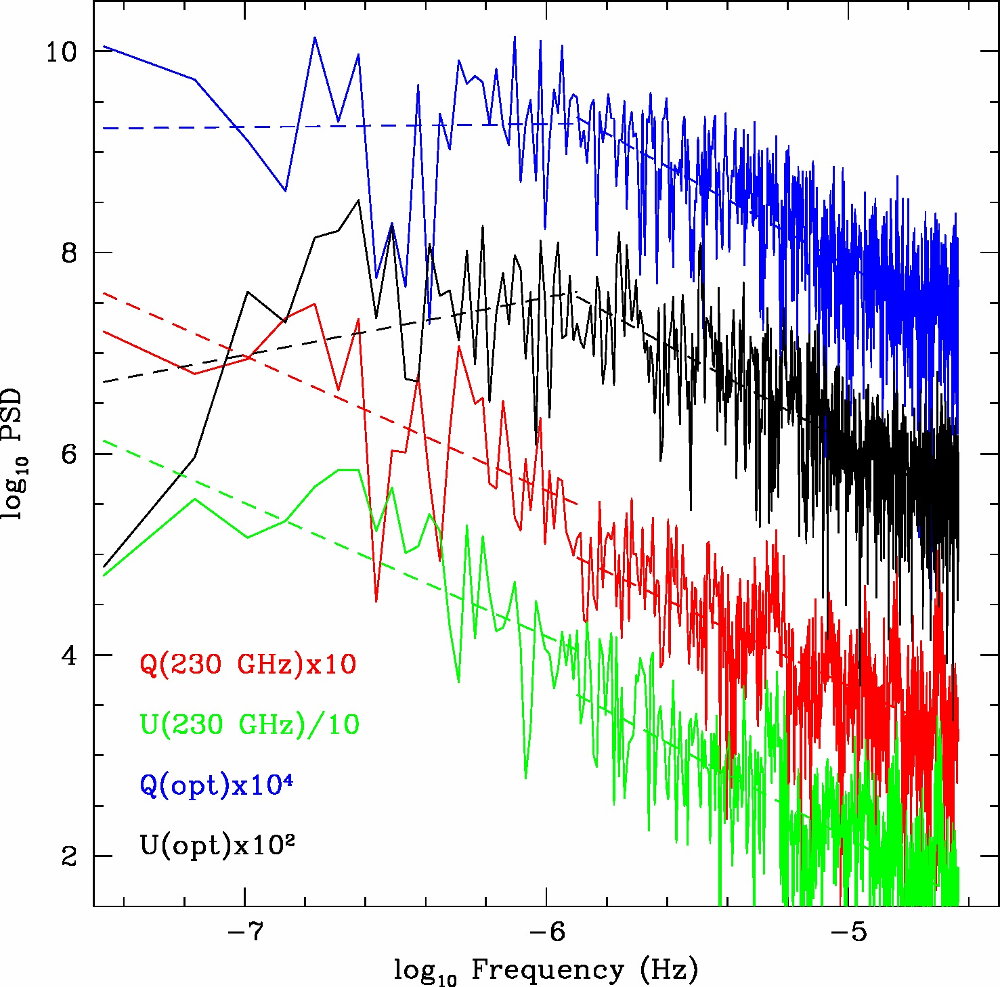 10
8
6
4
2
log₁₀ PSD
Q(230 GHz)x10
U(230 GHz)/10
Q(opt)x10⁴
U(opt)x10²
-7
-6
-5
log₁₀ Frequency (Hz)